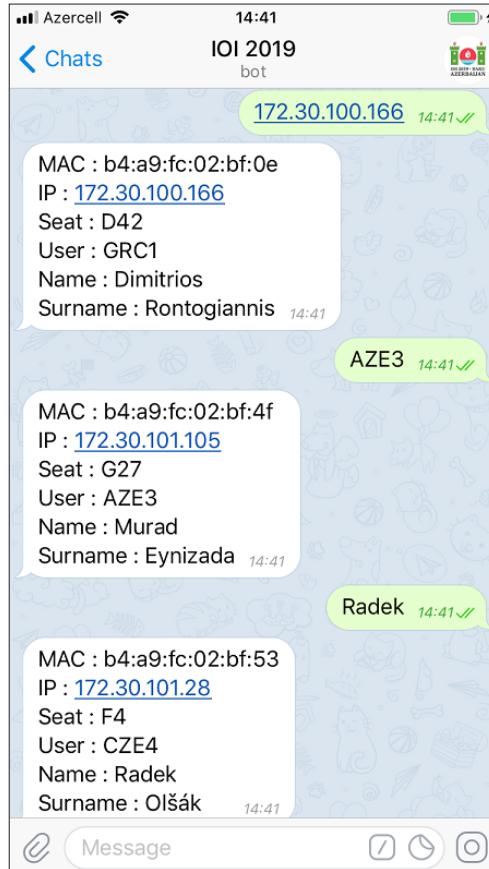 Azercell 14:41
Chats
IOI 2019
bot
IOI 2019 - BAKU
AZERBAIJAN
172.30.100.166 14:41
MAC : b4:a9:fc:02:bf:0e
IP : 172.30.100.166
Seat : D42
User : GRC1
Name : Dimitrios
Surname : Rontogiannis 14:41
AZE3 14:41
MAC : b4:a9:fc:02:bf:4f
IP : 172.30.101.105
Seat : G27
User : AZE3
Name : Murad
Surname : Eynizada 14:41
Radek 14:41
MAC : b4:a9:fc:02:bf:53
IP : 172.30.101.28
Seat : F4
User : CZE4
Name : Radek
Surname : Olšák 14:41
Message